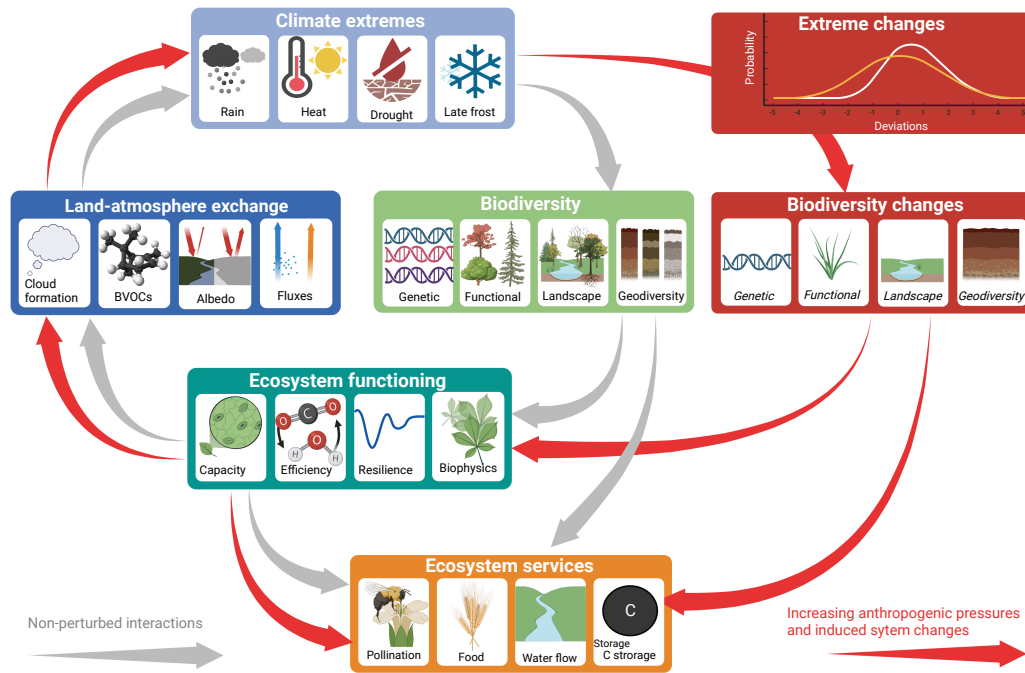 Climate extremes
Rain
Heat
Drought
Late frost
Extreme changes
Probability
-5 -4 -3 -2 -1 0 1 2 3 4 5
Deviations
Land-atmosphere exchange
Cloud
formation
BVOCs
Albedo
Fluxes
Biodiversity
Genetic
Functional
Landscape
Geodiversity
Biodiversity changes
Genetic
Functional
Landscape
Geodiversity
Ecosystem functioning
Capacity
O C O
H O H
Efficiency
Resilience
Biophysics
Ecosystem services
Pollination
Food
Water flow
C
Storage
C strorage
Non-perturbed interactions
Increasing anthropogenic pressures
and induced sytem changes